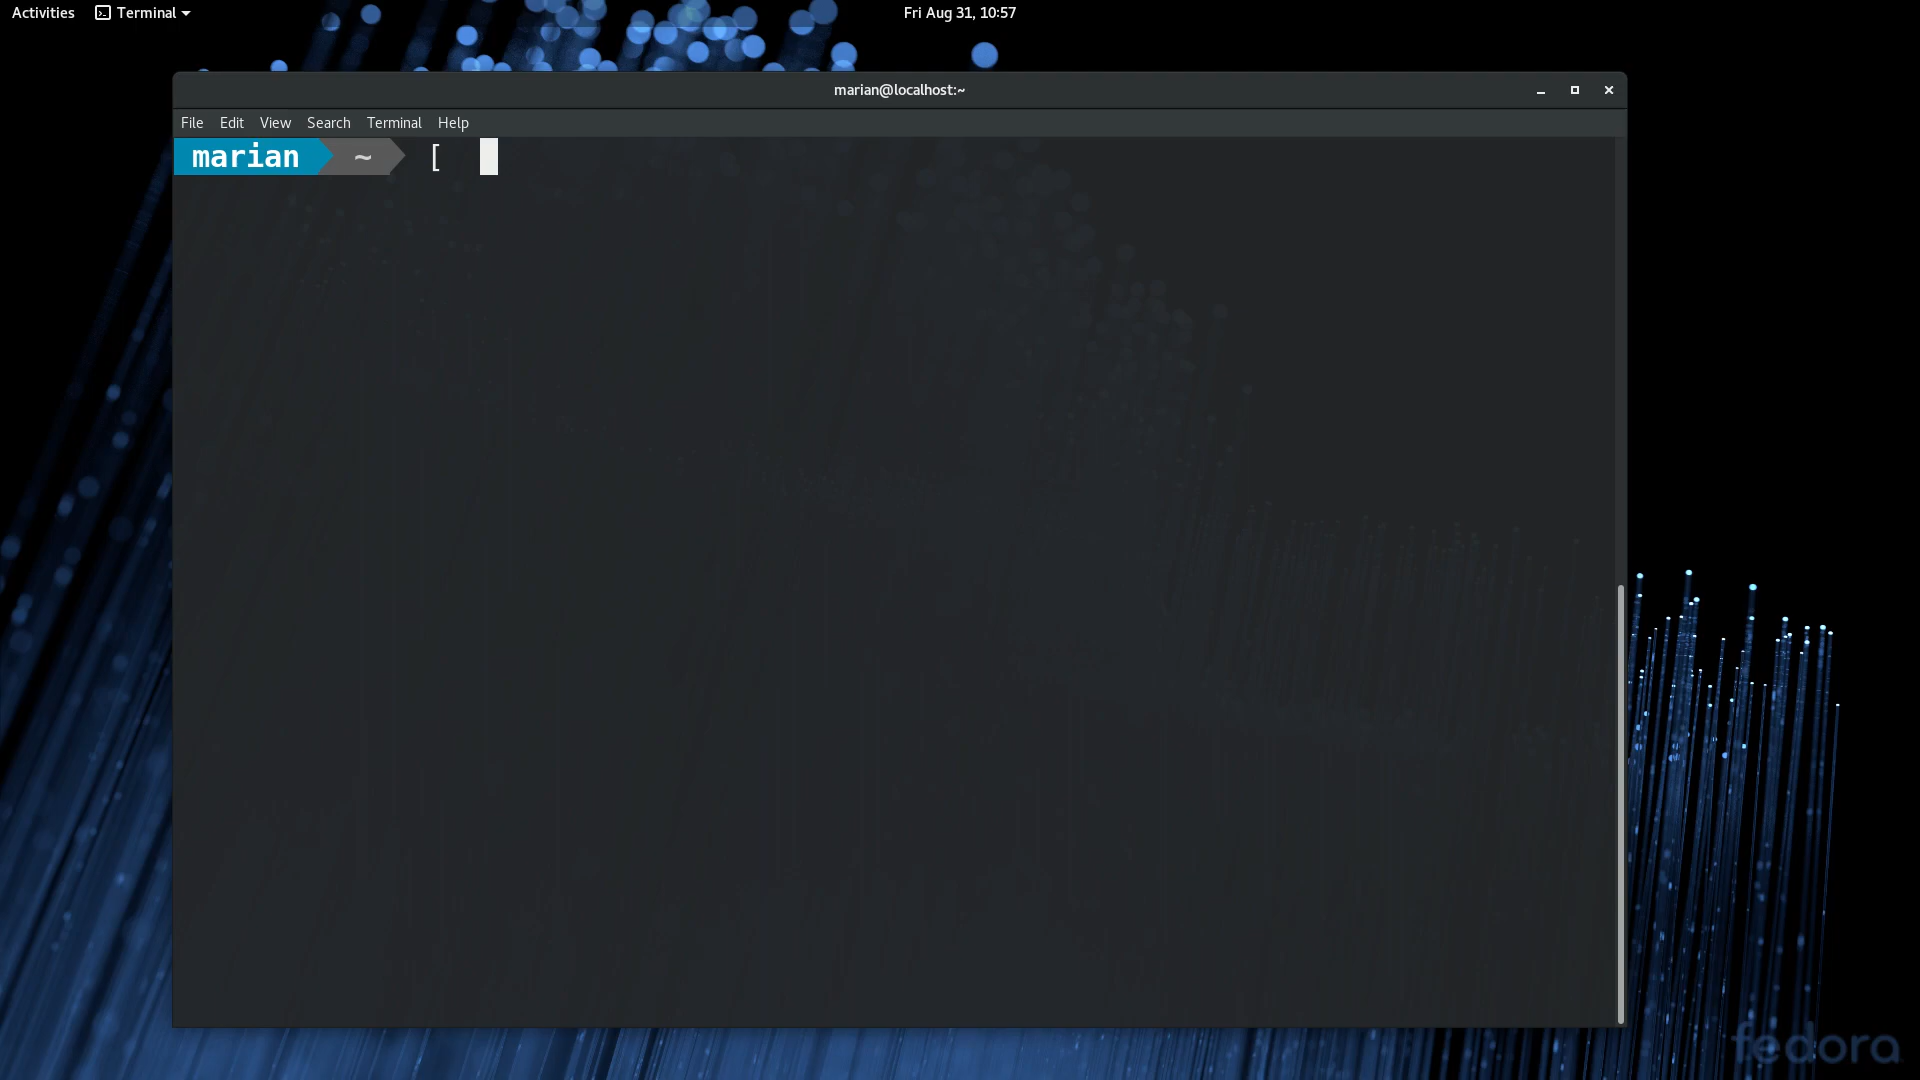 Activities Terminal Fri Aug 31, 10:57
marian@localhost:~
File Edit View Search Terminal Help
marian ~ [
fedora